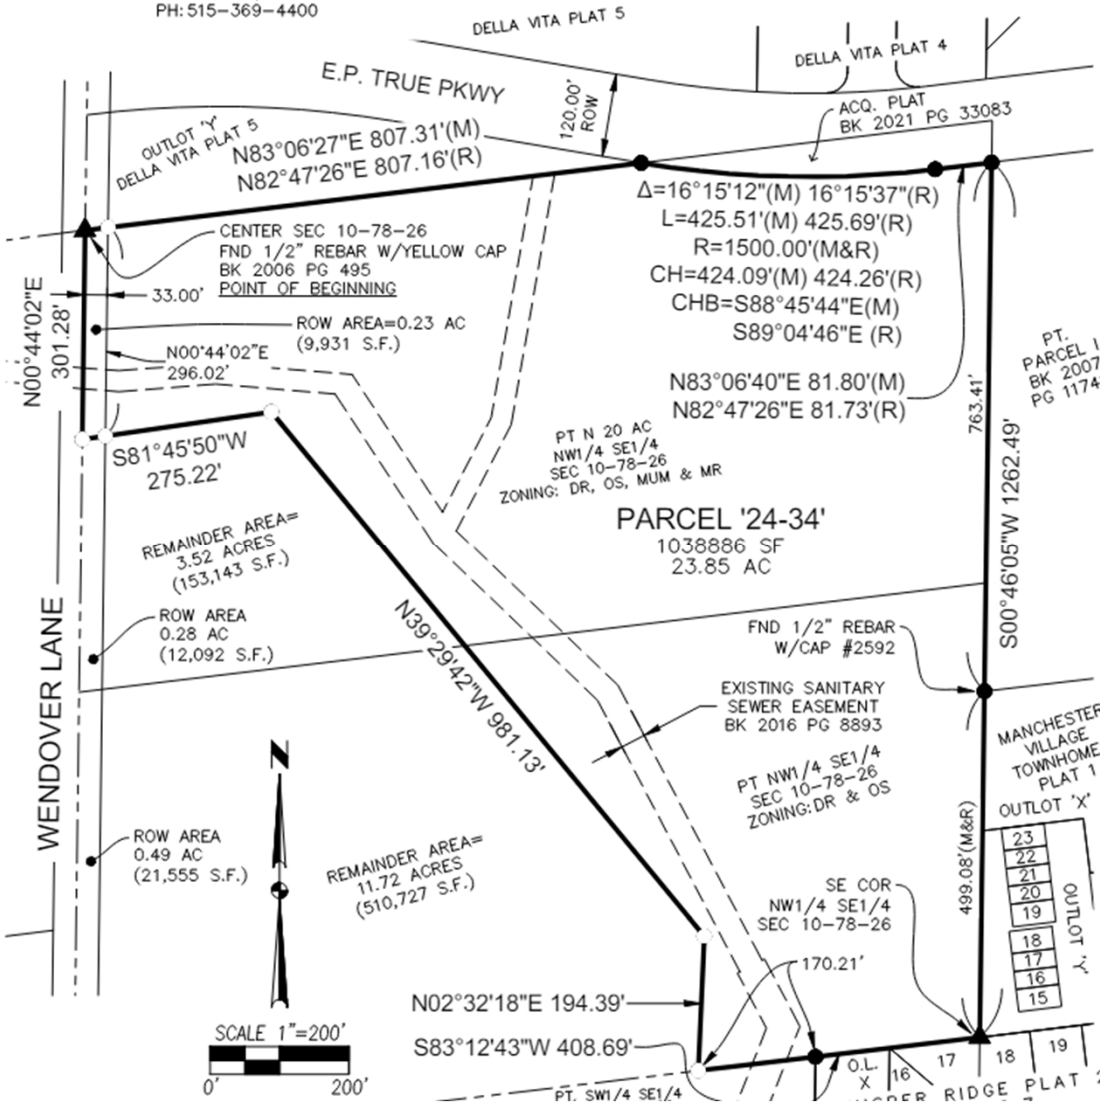 PH: 515-369-4400
DELLA VITA PLAT 5
DELLA VITA PLAT 4
E.P. TRUE PKWY
120.00'
ROW
ACQ. PLAT
BK 2021 PG 33083
OUTLOT 'Y'
DELLA VITA PLAT 5
N83°06'27"E 807.31'(M)
N82°47'26"E 807.16'(R)
Δ=16°15'12"(M) 16°15'37"(R)
L=425.51'(M) 425.69'(R)
R=1500.00'(M&R)
CH=424.09'(M) 424.26'(R)
CHB=S88°45'44"E(M)
S89°04'46"E (R)
N83°06'40"E 81.80'(M)
N82°47'26"E 81.73'(R)
CENTER SEC 10-78-26
FND 1/2" REBAR W/YELLOW CAP
BK 2006 PG 495
POINT OF BEGINNING
33.00'
N00°44'02"E
301.28'
ROW AREA=0.23 AC
(9,931 S.F.)
N00°44'02"E
296.02'
PT.
PARCEL
BK 2007
763.41'
S00°46'05"W 1262.49'
S81°45'50"W
275.22'
PT N 20 AC
NW1/4 SE1/4
SEC 10-78-26
ZONING: DR, OS, MUM & MR
PARCEL '24-34'
1038886 SF
23.85 AC
REMAINDER AREA=
3.52 ACRES
(153,143 S.F.)
ROW AREA
0.28 AC
(12,092 S.F.)
WENDOVER LANE
N39°29'42"W 981.13'
FND 1/2" REBAR
W/CAP #2592
EXISTING SANITARY
SEWER EASEMENT
BK 2016 PG 8893
PT NW1/4 SE1/4
SEC 10-78-26
ZONING:DR & OS
MANCHESTER
VILLAGE
TOWNHOME
PLAT 1
OUTLOT 'X'
23
22
21
20
19
18
17
16
15
OUTLOT 'Y'
499.08'(M&R)
N
ROW AREA
0.49 AC
(21,555 S.F.)
REMAINDER AREA=
11.72 ACRES
(510,727 S.F.)
SE COR
NW1/4 SE1/4
SEC 10-78-26
170.21'
N02°32'18"E 194.39'
S83°12'43"W 408.69'
SCALE 1"=200'
0' 200'
PT. SW1/4 SE1/4
O.L.
X
16
17
18
19
RIDGE PLAT